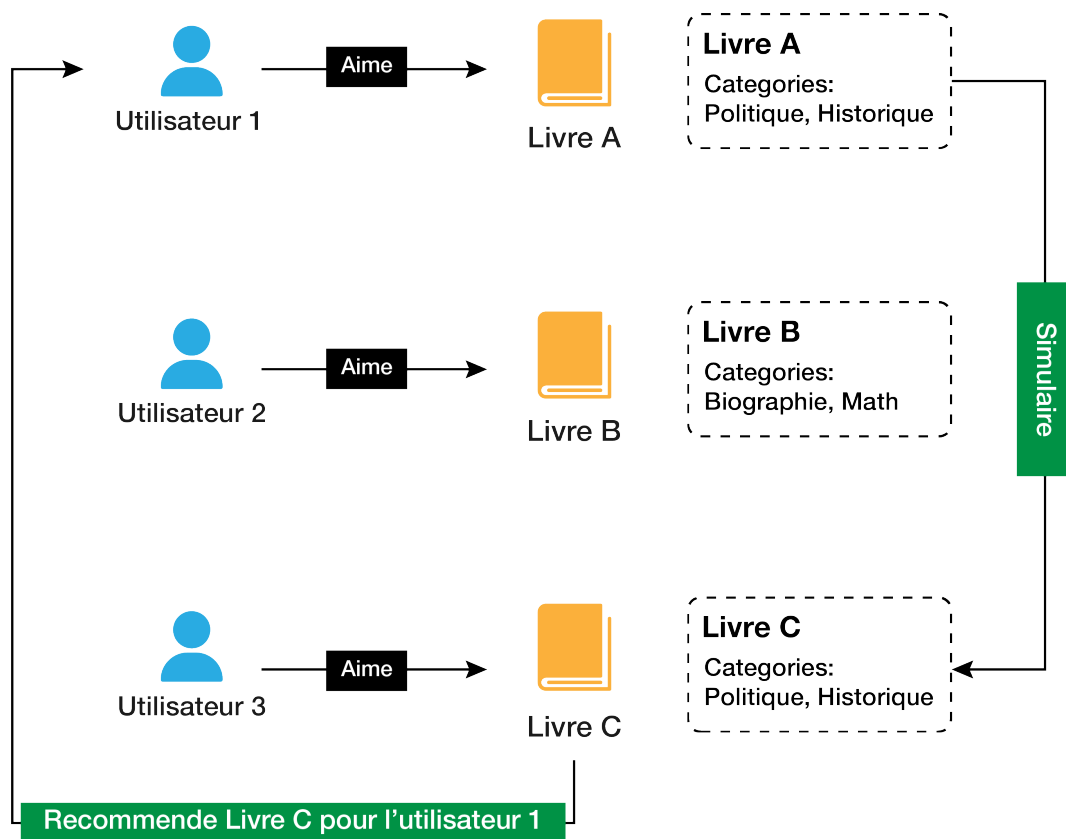 Utilisateur 1
Aime
Livre A
Livre A
Categories:
Politique, Historique
Simulaire
Utilisateur 2
Aime
Livre B
Livre B
Categories:
Biographie, Math
Utilisateur 3
Aime
Livre C
Livre C
Categories:
Politique, Historique
Recommende Livre C pour l'utilisateur 1